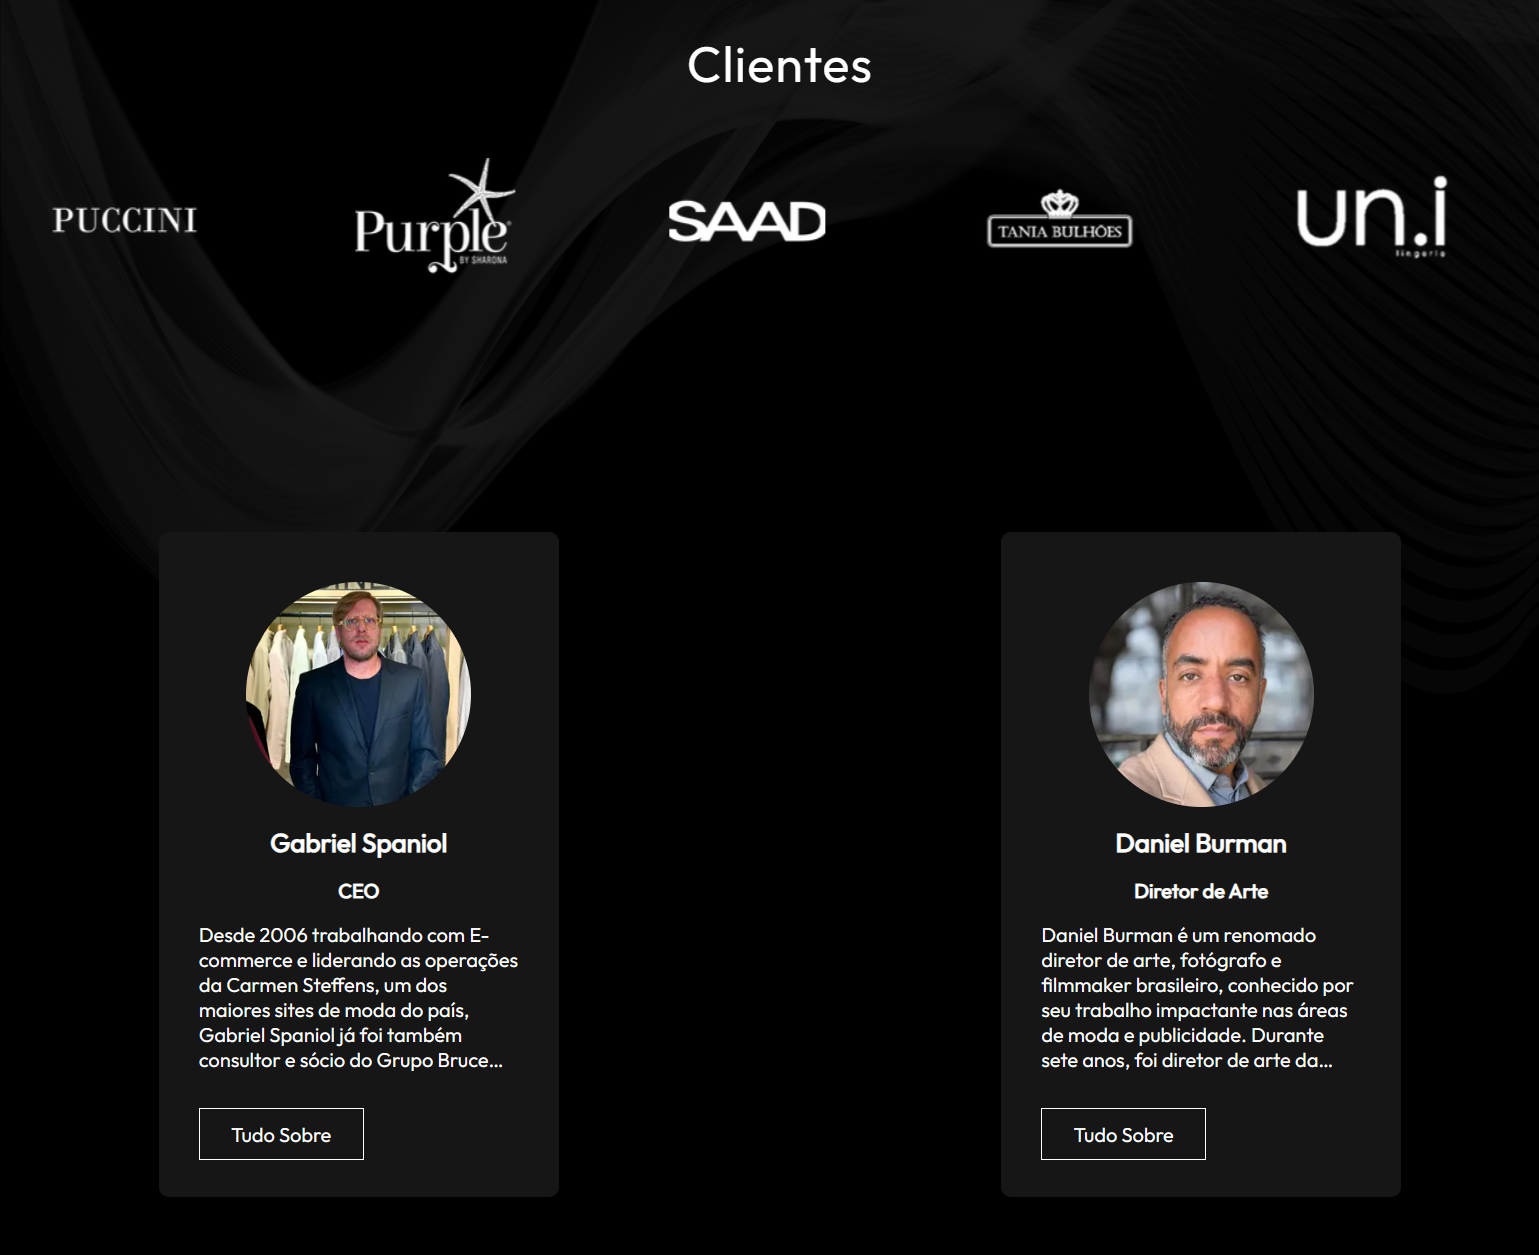 Clientes
PUCCINI
Purple
BY SHARONA
SAAD
TANIA BULHÕES
un.i
lingerie
Gabriel Spaniol
CEO
Desde 2006 trabalhando com E-
commerce e liderando as operações
da Carmen Steffens, um dos
maiores sites de moda do país,
Gabriel Spaniol já foi também
consultor e sócio do Grupo Bruce...
Tudo Sobre
Daniel Burman
Diretor de Arte
Daniel Burman é um renomado
diretor de arte, fotógrafo e
filmmaker brasileiro, conhecido por
seu trabalho impactante nas áreas
de moda e publicidade. Durante
sete anos, foi diretor de arte da...
Tudo Sobre